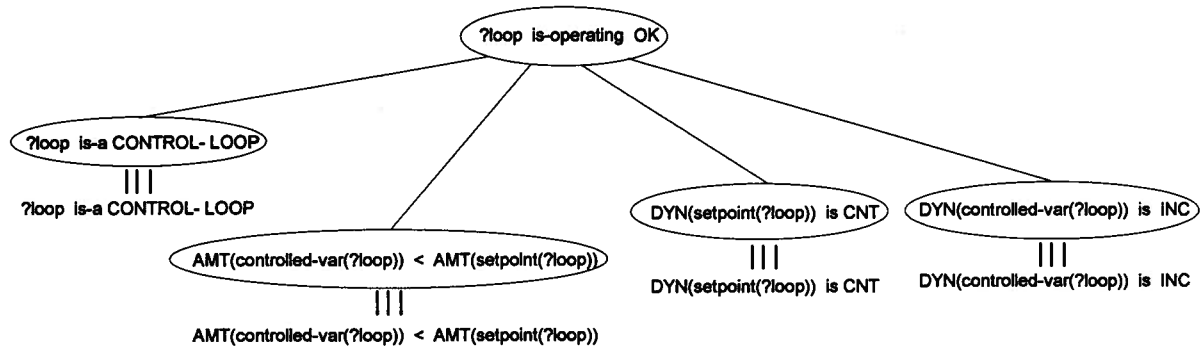 ?loop is-operating OK
?loop is-a CONTROL- LOOP
?loop is-a CONTROL- LOOP
AMT(controlled-var(?loop)) < AMT(setpoint(?loop))
AMT(controlled-var(?loop)) < AMT(setpoint(?loop))
DYN(setpoint(?loop)) is CNT
DYN(setpoint(?loop)) is CNT
DYN(controlled-var(?loop)) is INC
DYN(controlled-var(?loop)) is INC